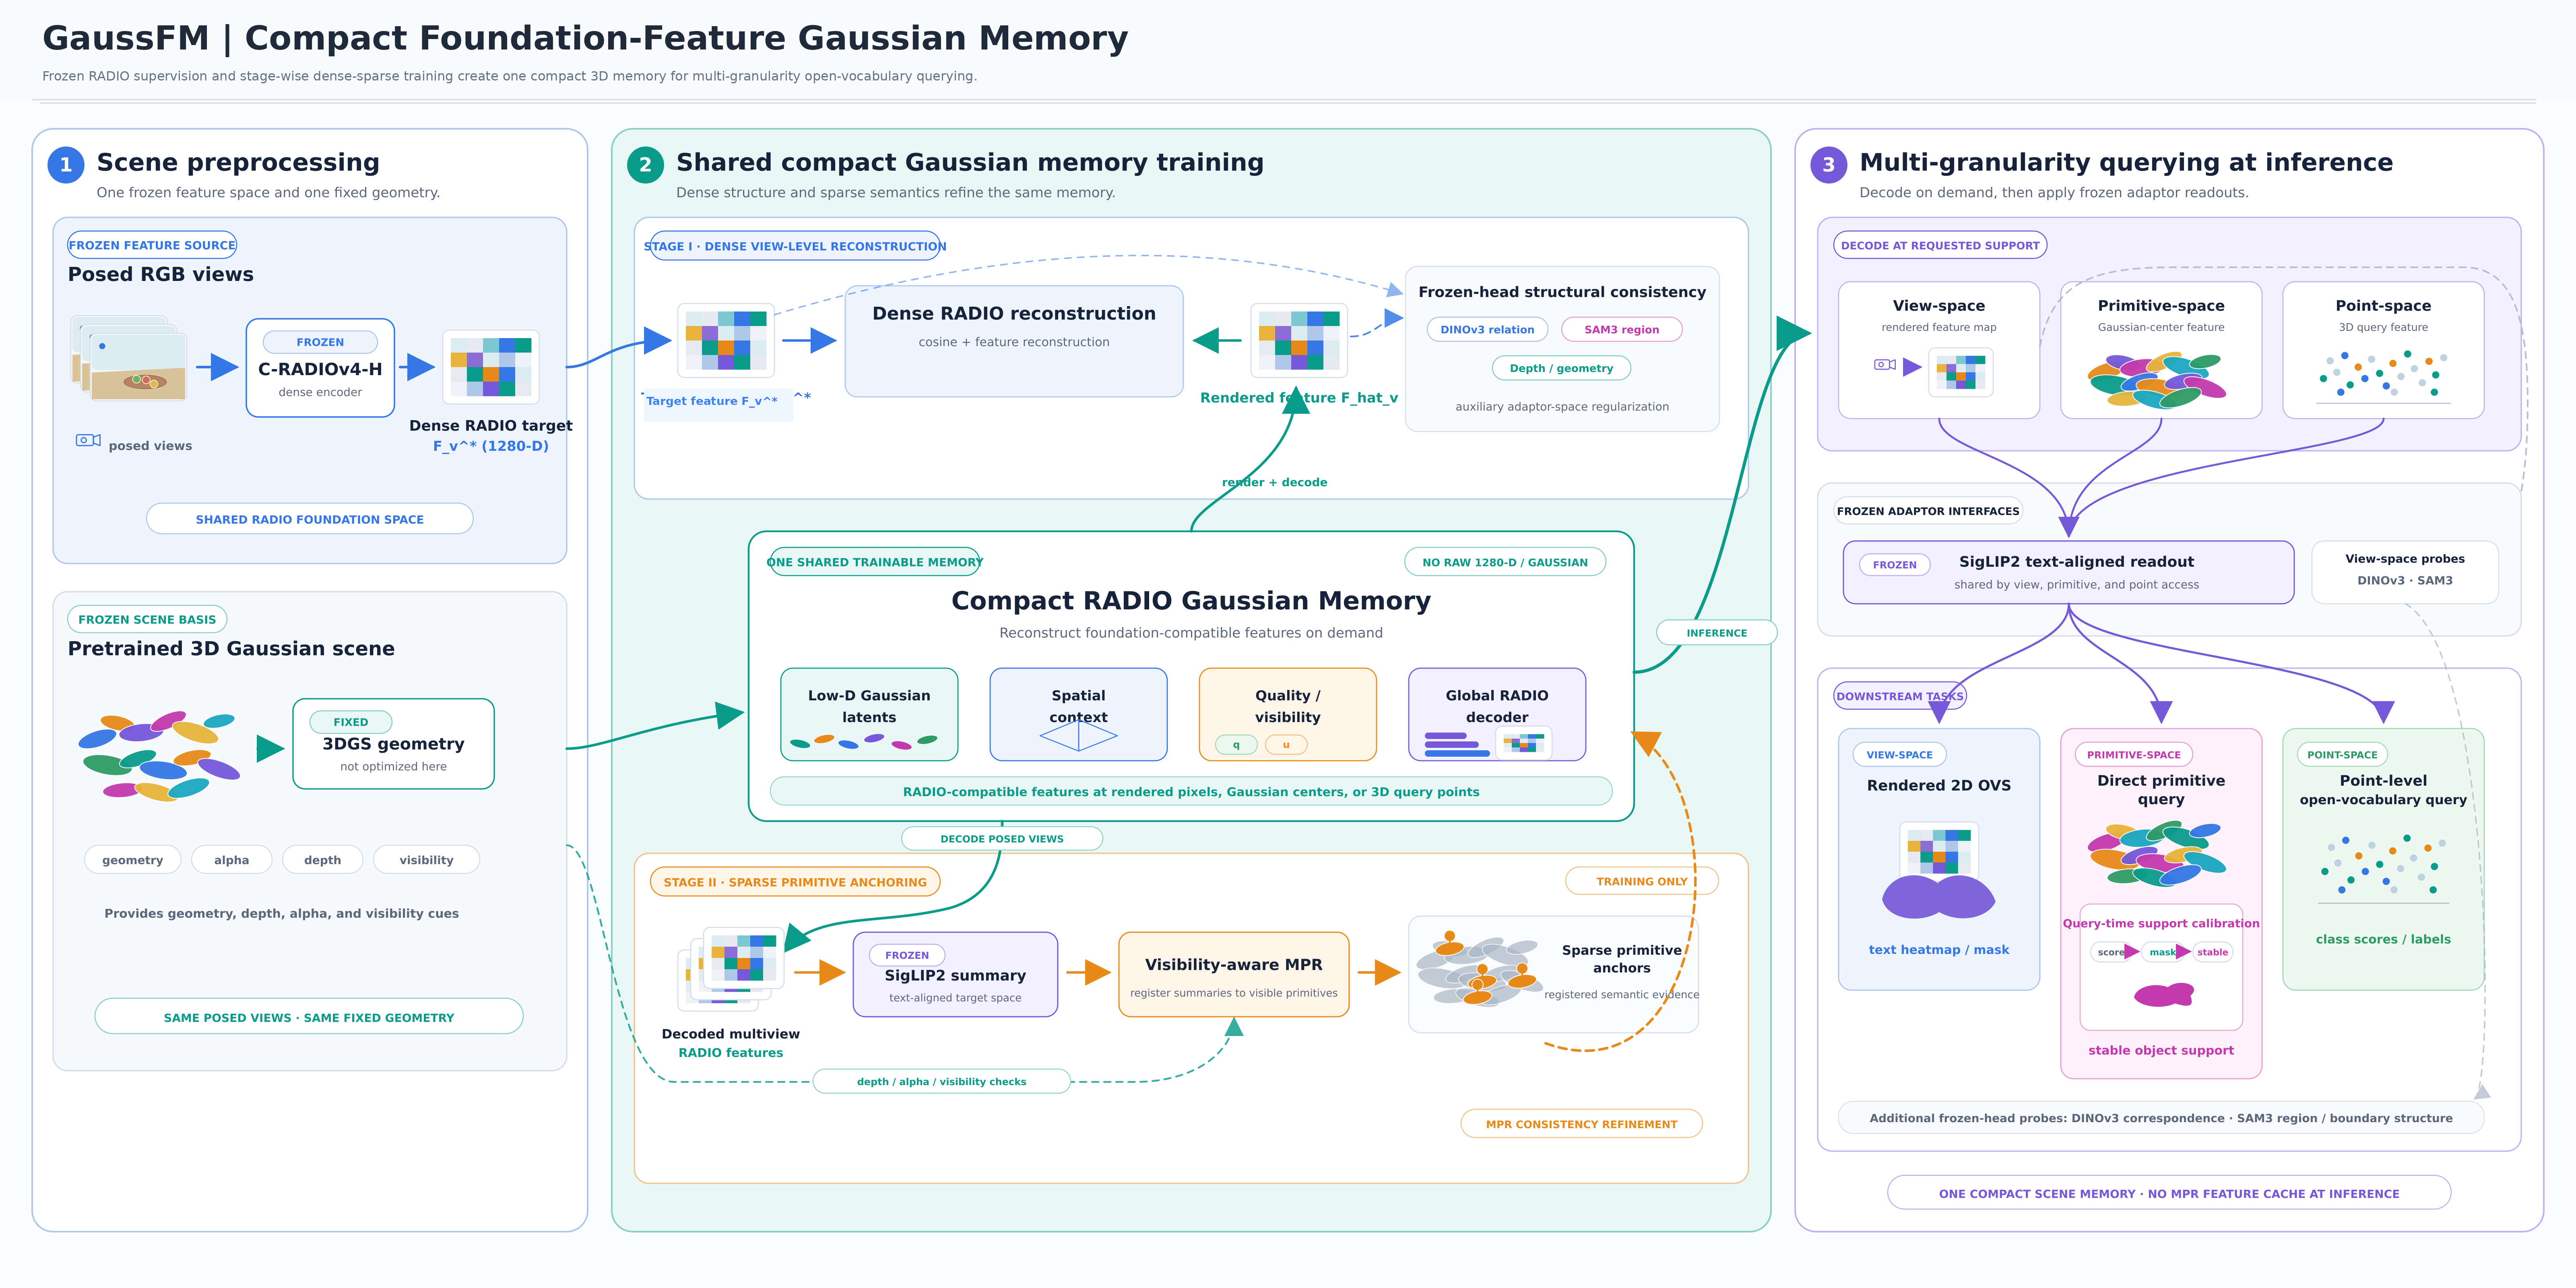 GaussFM | Compact Foundation-Feature Gaussian Memory
Frozen RADIO supervision and stage-wise dense-sparse training create one compact 3D memory for multi-granularity open-vocabulary querying.
1
Scene preprocessing
One frozen feature space and one fixed geometry.
FROZEN FEATURE SOURCE
Posed RGB views
FROZEN
C-RADIOv4-H
dense encoder
posed views
Dense RADIO target
F_v^* (1280-D)
SHARED RADIO FOUNDATION SPACE
FROZEN SCENE BASIS
Pretrained 3D Gaussian scene
FIXED
3DGS geometry
not optimized here
geometry
alpha
depth
visibility
Provides geometry, depth, alpha, and visibility cues
SAME POSED VIEWS · SAME FIXED GEOMETRY
2
Shared compact Gaussian memory training
Dense structure and sparse semantics refine the same memory.
STAGE I · DENSE VIEW-LEVEL RECONSTRUCTION
Target feature F_v^*
^*
Dense RADIO reconstruction
cosine + feature reconstruction
Rendered feature F_hat_v
Frozen-head structural consistency
DINOv3 relation
SAM3 region
Depth / geometry
auxiliary adaptor-space regularization
render + decode
ONE SHARED TRAINABLE MEMORY
NO RAW 1280-D / GAUSSIAN
Compact RADIO Gaussian Memory
Reconstruct foundation-compatible features on demand
Low-D Gaussian
latents
Spatial
context
Quality /
visibility
q
u
Global RADIO
decoder
RADIO-compatible features at rendered pixels, Gaussian centers, or 3D query points
INFERENCE
DECODE POSED VIEWS
STAGE II · SPARSE PRIMITIVE ANCHORING
TRAINING ONLY
Decoded multiview
RADIO features
FROZEN
SigLIP2 summary
text-aligned target space
Visibility-aware MPR
register summaries to visible primitives
Sparse primitive
anchors
registered semantic evidence
depth / alpha / visibility checks
MPR CONSISTENCY REFINEMENT
3
Multi-granularity querying at inference
Decode on demand, then apply frozen adaptor readouts.
DECODE AT REQUESTED SUPPORT
View-space
rendered feature map
Primitive-space
Gaussian-center feature
Point-space
3D query feature
FROZEN ADAPTOR INTERFACES
FROZEN
SigLIP2 text-aligned readout
shared by view, primitive, and point access
View-space probes
DINOv3 · SAM3
DOWNSTREAM TASKS
VIEW-SPACE
Rendered 2D OVS
text heatmap / mask
PRIMITIVE-SPACE
Direct primitive
query
Query-time support calibration
score
mask
stable
stable object support
POINT-SPACE
Point-level
open-vocabulary query
class scores / labels
Additional frozen-head probes: DINOv3 correspondence · SAM3 region / boundary structure
ONE COMPACT SCENE MEMORY · NO MPR FEATURE CACHE AT INFERENCE